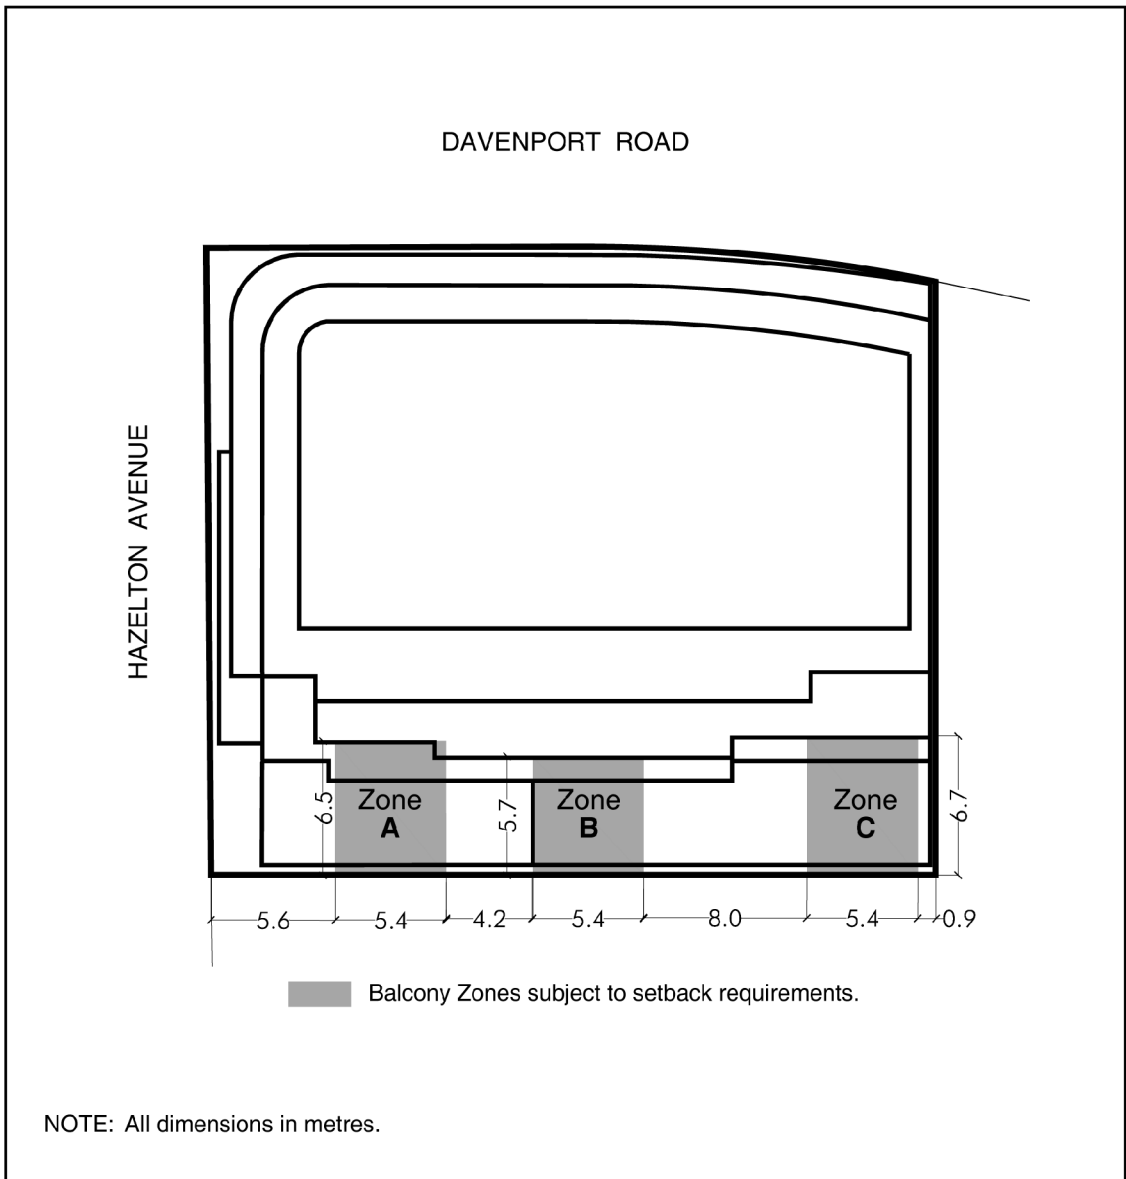 DAVENPORT ROAD
HAZELTON AVENUE
6.5
Zone
A
5.7
Zone
B
Zone
C
6.7
5.6
5.4
4.2
5.4
8.0
5.4
0.9
Balcony Zones subject to setback requirements.
NOTE: All dimensions in metres.